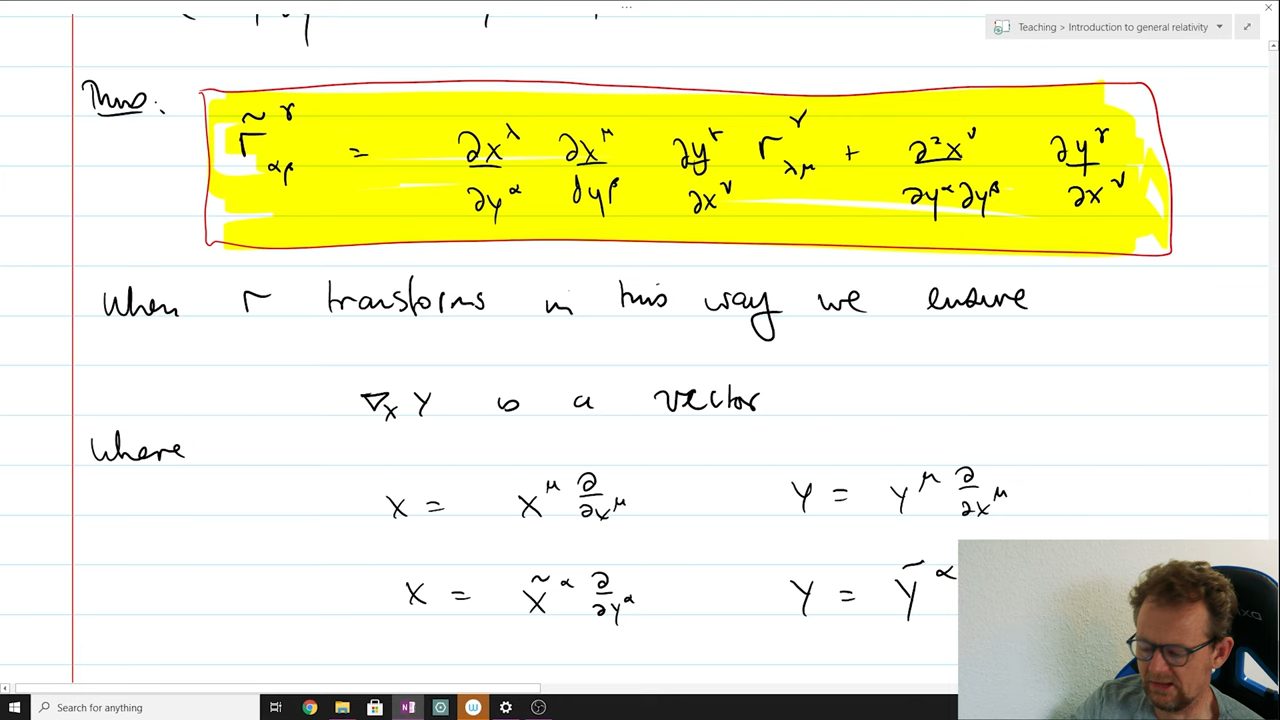 Teaching > Introduction to general relativity
Thus:
Γ̃^γ_αβ = ∂x^λ/∂y^α ∂x^μ/∂y^β ∂y^γ/∂x^ν Γ^ν_λμ + ∂²x^ν/∂y^α∂y^β ∂y^γ/∂x^ν
When Γ transforms in this way we ensure
∇_X Y is a vector
where
X = X^μ ∂/∂x^μ Y = Y^μ ∂/∂x^μ
X = X̃^α ∂/∂y^α Y = Ỹ^α
Search for anything